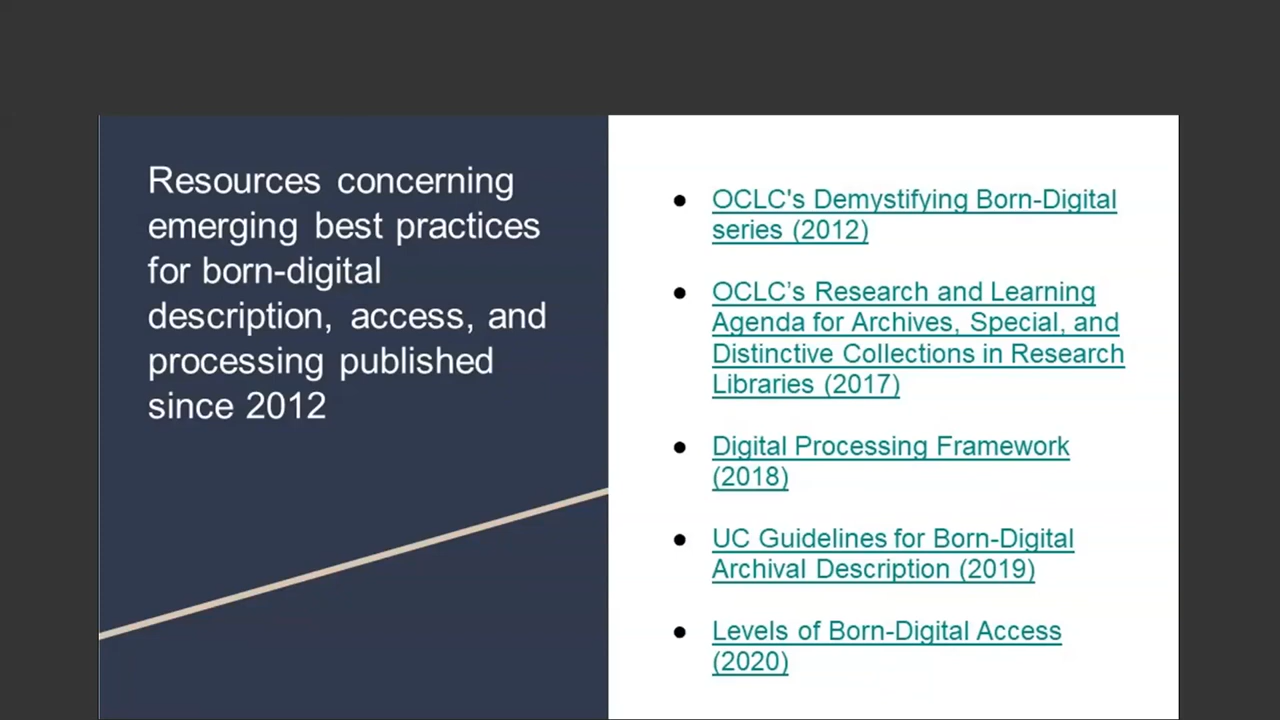 Resources concerning
emerging best practices
for born-digital
description, access, and
processing published
since 2012
● OCLC's Demystifying Born-Digital
series (2012)
● OCLC’s Research and Learning
Agenda for Archives, Special, and
Distinctive Collections in Research
Libraries (2017)
● Digital Processing Framework
(2018)
● UC Guidelines for Born-Digital
Archival Description (2019)
● Levels of Born-Digital Access
(2020)